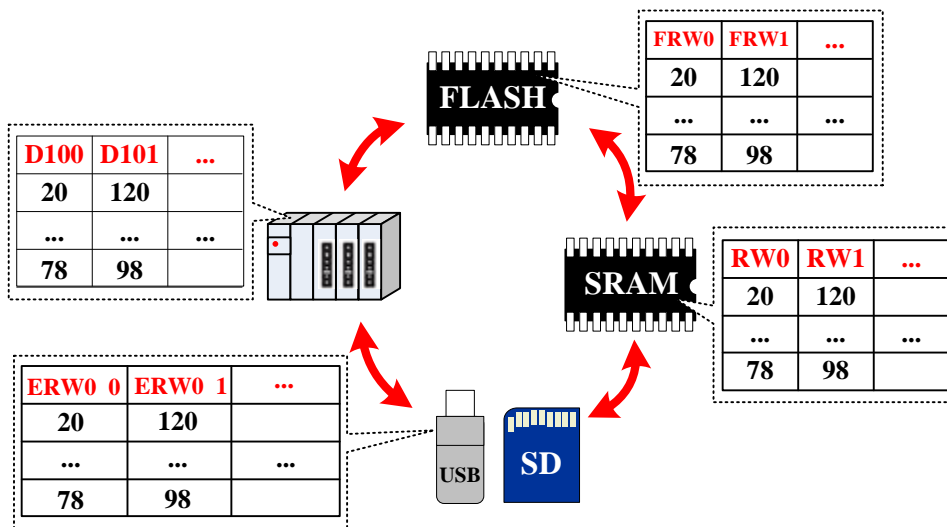 FRW0 FRW1 ...
20 120
... ... ...
78 98
FLASH
D100 D101 ...
20 120
... ... ...
78 98
RW0 RW1 ...
20 120
... ... ...
78 98
SRAM
ERW0 0 ERW0 1 ...
20 120
... ... ...
78 98
USB
SD